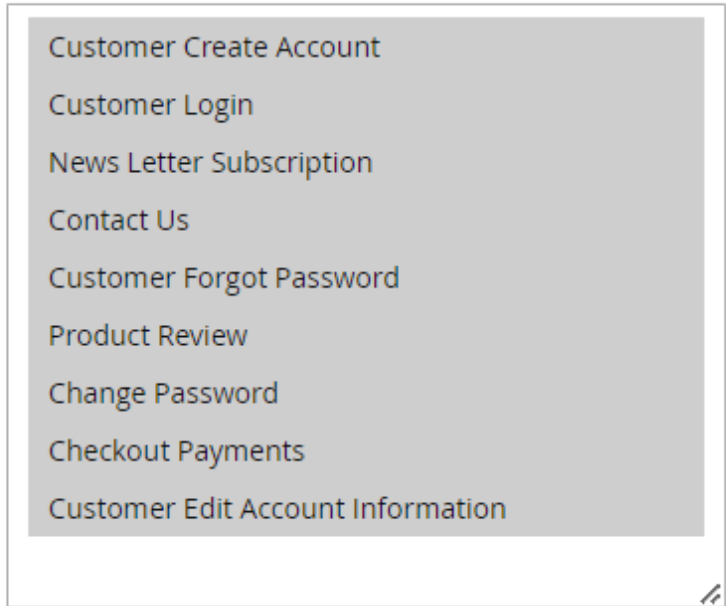 Customer Create Account
Customer Login
News Letter Subscription
Contact Us
Customer Forgot Password
Product Review
Change Password
Checkout Payments
Customer Edit Account Information